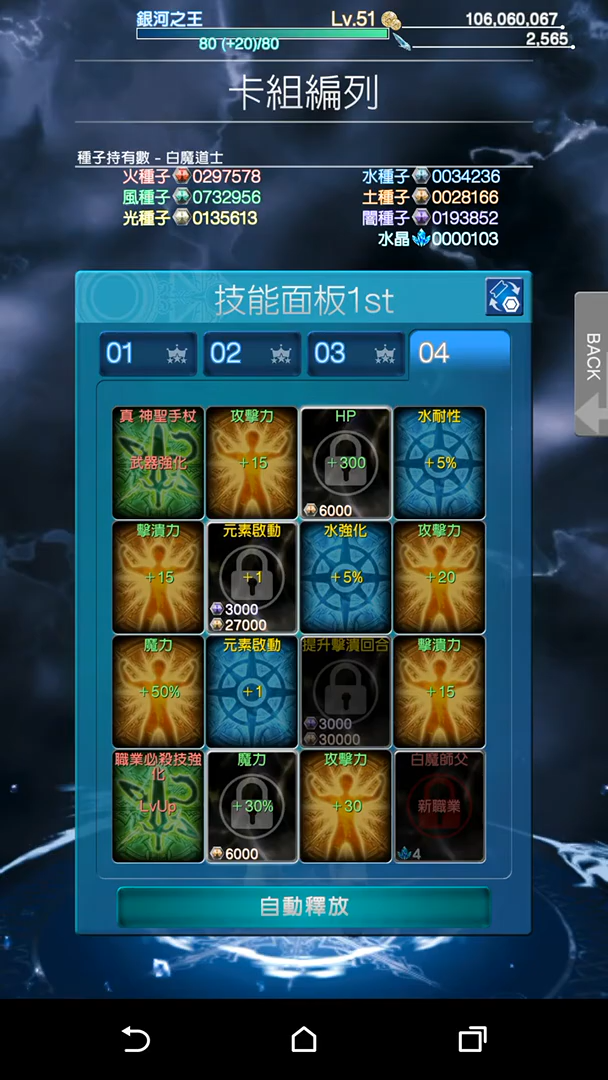 銀河之王 Lv.51 106,060,067
80 (+20)/80 2,565
卡組編列
種子持有數 - 白魔道士
火種子 0297578 水種子 0034236
風種子 0732956 土種子 0028166
光種子 0135613 闇種子 0193852
水晶 0000103
技能面板1st
01 02 03 04
BACK
真 神聖手杖 攻擊力 HP 水耐性
武器強化 +15 +300 +5%
6000
擊潰力 元素啟動 水強化 攻擊力
+15 +1 +5% +20
3000
27000
魔力 元素啟動 提升擊潰回合 擊潰力
+50% +1 +15
3000
30000
職業必殺技強化 魔力 攻擊力 白魔師父
LvUp +30% +30 新職業
6000 4
自動釋放